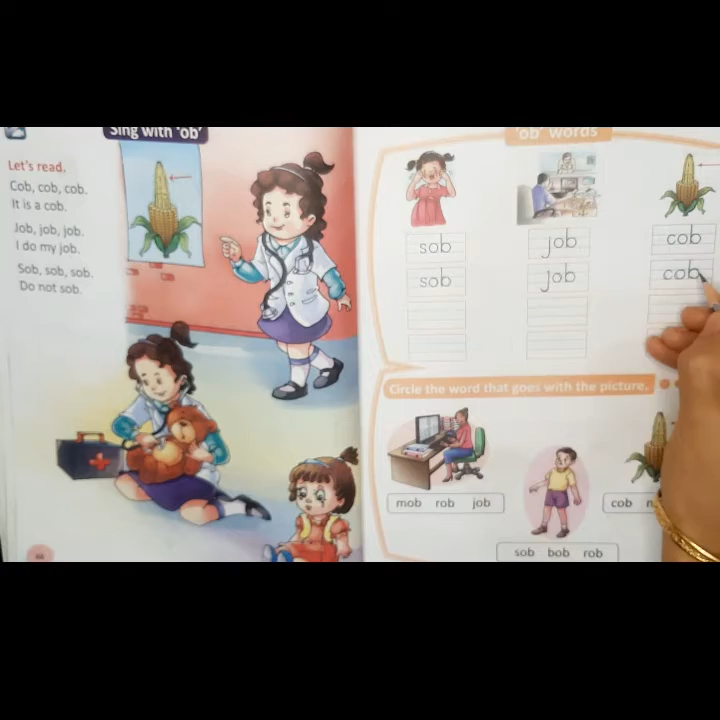 Sing with 'ob'
Let's read.
Cob, cob, cob.
It is a cob.
Job, job, job.
I do my job.
Sob, sob, sob.
Do not sob.
66
'ob' words
sob job cob
sob job cob
Circle the word that goes with the picture.
mob rob job
sob bob rob
cob